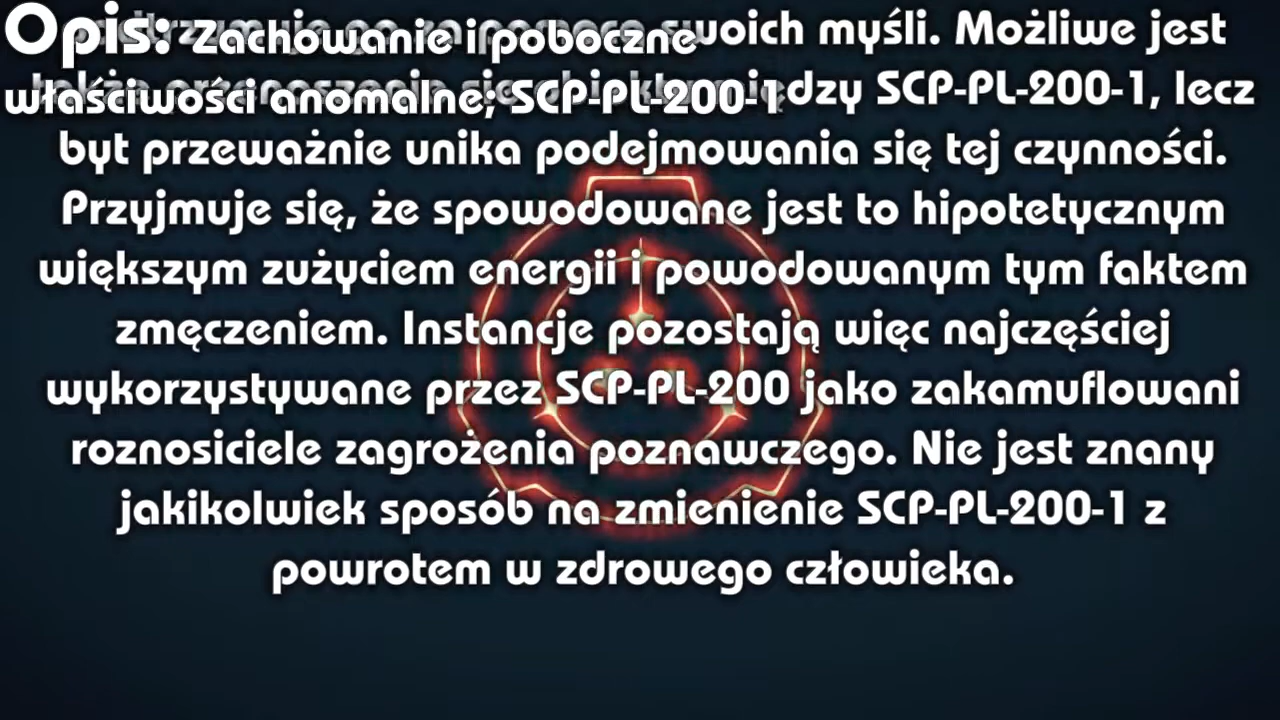 Opis: Zachowanie i poboczne
właściwości anomalne; SCP-PL-200-1
swoich myśli. Możliwe jest
SCP-PL-200-1, lecz
byt przeważnie unika podejmowania się tej czynności.
Przyjmuje się, że spowodowane jest to hipotetycznym
większym zużyciem energii i powodowanym tym faktem
zmęczeniem. Instancje pozostają więc najczęściej
wykorzystywane przez SCP-PL-200 jako zakamuflowani
roznosiciele zagrożenia poznawczego. Nie jest znany
jakikolwiek sposób na zmienienie SCP-PL-200-1 z
powrotem w zdrowego człowieka.